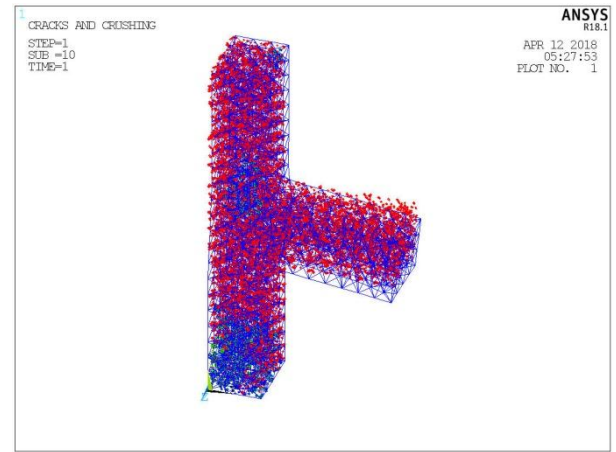 1
CRACKS AND CRUSHING
STEP=1
SUB =10
TIME=1
ANSYS
R18.1
APR 12 2018
05:27:53
PLOT NO. 1
Z